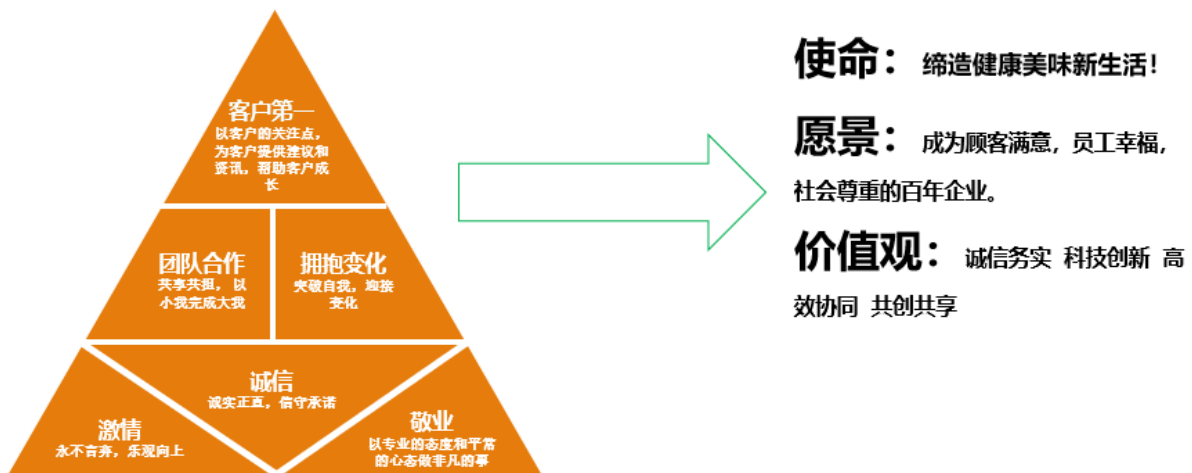 客户第一
以客户的关注点，
为客户提供建议和
资讯，帮助客户成
长
团队合作
共享共担，以
小我完成大我
拥抱变化
突破自我，迎接
变化
诚信
诚实正直，信守承诺
激情
永不言弃，乐观向上
敬业
以专业的态度和平常
的心态做非凡的事
使命：缔造健康美味新生活！
愿景：成为顾客满意，员工幸福，
社会尊重的百年企业。
价值观：诚信务实 科技创新 高
效协同 共创共享